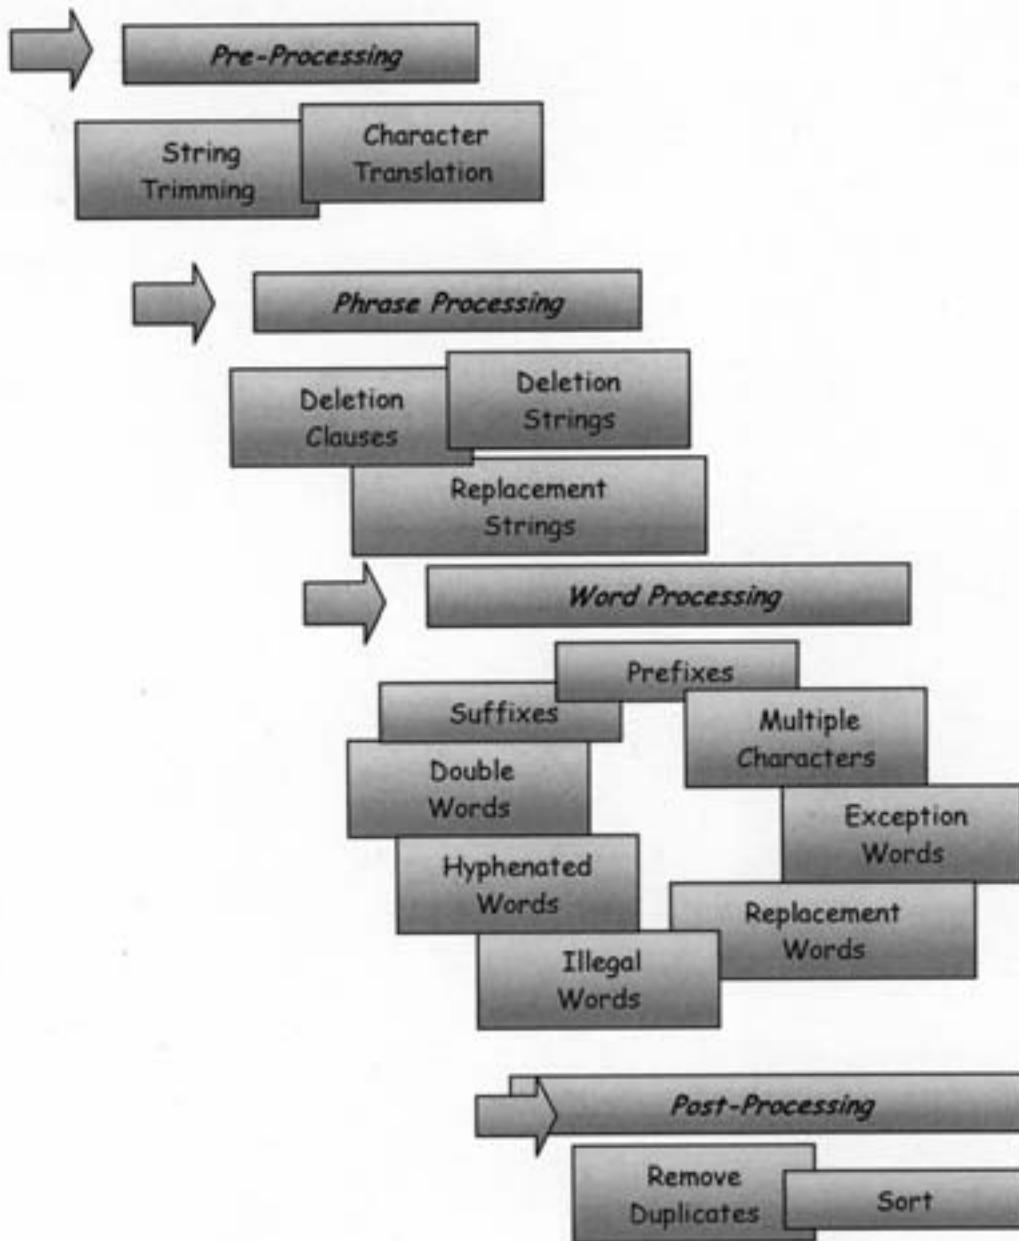 Pre-Processing
String
Trimming
Character
Translation
Phrase Processing
Deletion
Clauses
Deletion
Strings
Replacement
Strings
Word Processing
Prefixes
Suffixes
Multiple
Characters
Double
Words
Exception
Words
Hyphenated
Words
Replacement
Words
Illegal
Words
Post-Processing
Remove
Duplicates
Sort